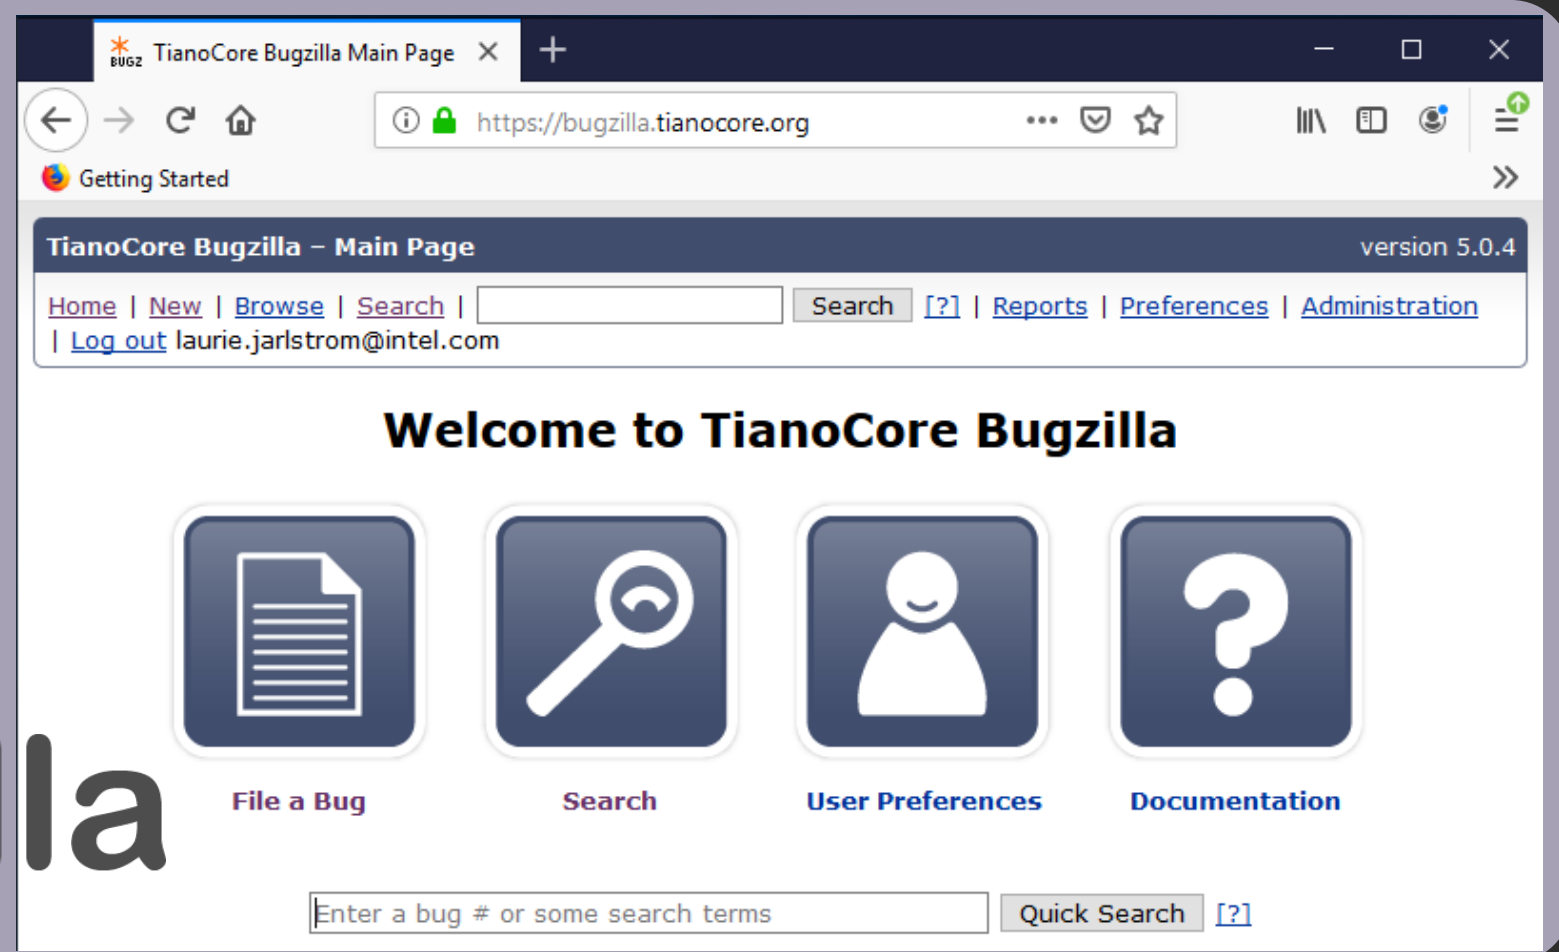 BUGZ TianoCore Bugzilla Main Page
https://bugzilla.tianocore.org
Getting Started
TianoCore Bugzilla – Main Page version 5.0.4
Home | New | Browse | Search | Search [?] | Reports | Preferences | Administration
| Log out laurie.jarlstrom@intel.com
Welcome to TianoCore Bugzilla
File a Bug Search User Preferences Documentation
la
Enter a bug # or some search terms Quick Search [?]